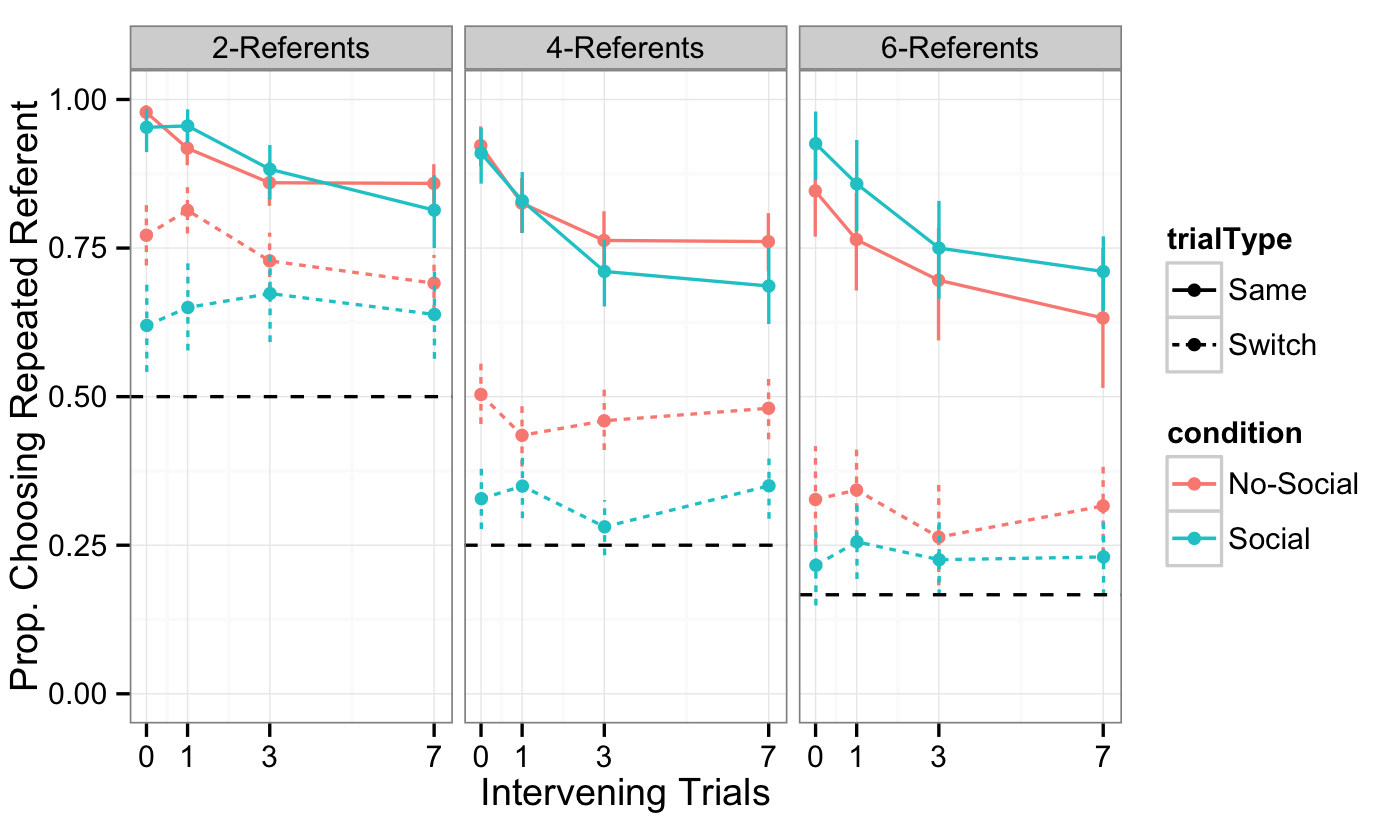 2-Referents 4-Referents 6-Referents
Prop. Choosing Repeated Referent
1.00
0.75
0.50
0.25
0.00
0 1 3 7 0 1 3 7 0 1 3 7
Intervening Trials
trialType
Same
Switch
condition
No-Social
Social